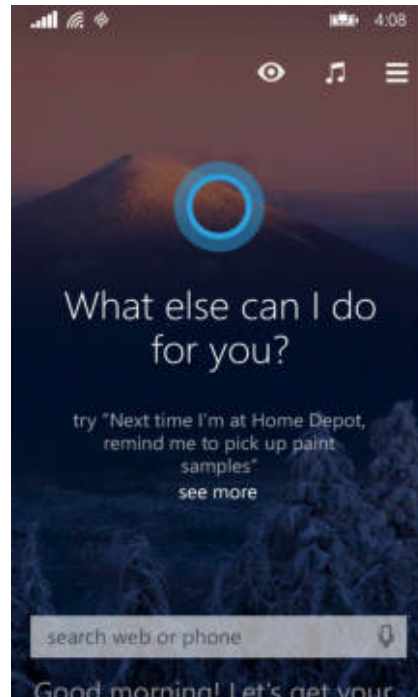 4:08
What else can I do
for you?
try "Next time I'm at Home Depot,
remind me to pick up paint
samples"
see more
search web or phone
Good morning! Let's get your